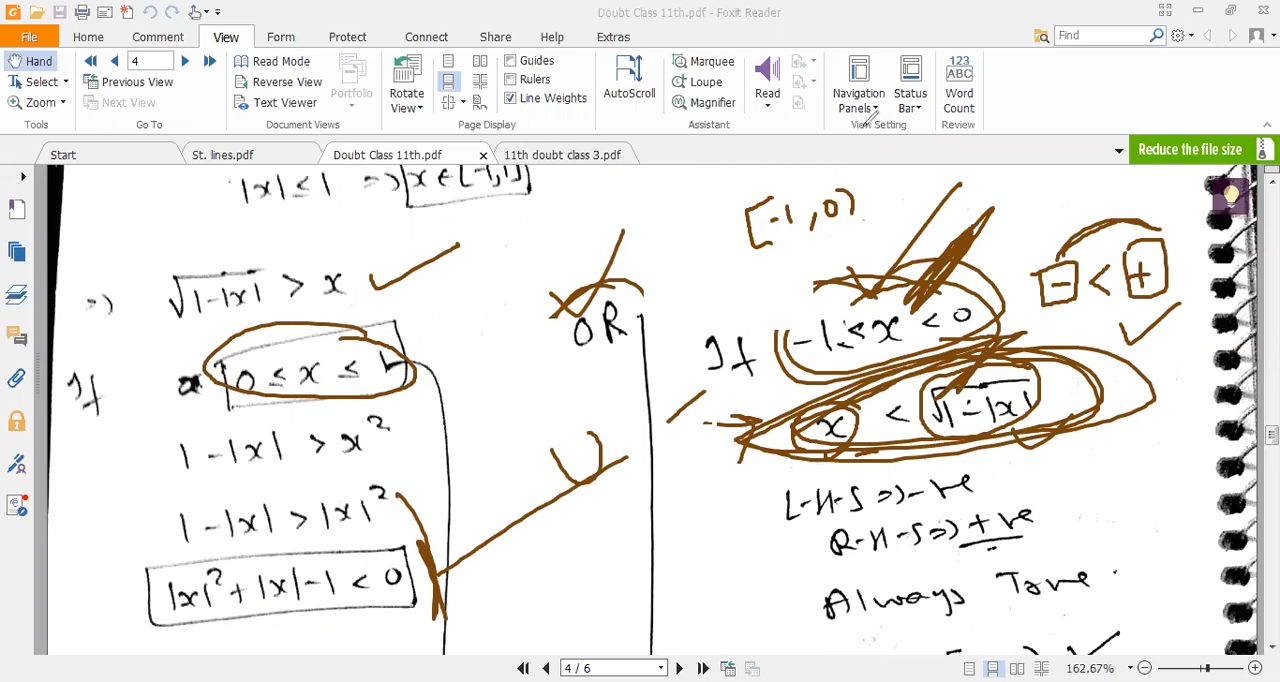 Doubt Class 11th.pdf - Foxit Reader
File Home Comment View Form Protect Connect Share Help Extras
Find
Hand
4
Read Mode
Guides
Marquee
Select
Previous View
Reverse View
Rulers
Loupe
Zoom
Next View
Text Viewer
Portfolio
Rotate View
Line Weights
AutoScroll
Magnifier
Read
Navigation Panels
Status Bar
123 ABC
Word Count
Tools
Go To
Document Views
Page Display
Assistant
View Setting
Review
Start
St. lines.pdf
Doubt Class 11th.pdf
11th doubt class 3.pdf
Reduce the file size
|x| ≤ 1 => x ∈ [-1,1]
=) √1-|x| > x
If 0 ≤ x ≤ 1
1-|x| > x²
1-|x| > |x|²
|x|²+|x|-1 < 0
OR
[-1,0)
If -1 ≤ x < 0
- < +
x < √1-|x|
L-H-S => -ve
R-H-S => +ve
Always True
4 / 6
162.67%